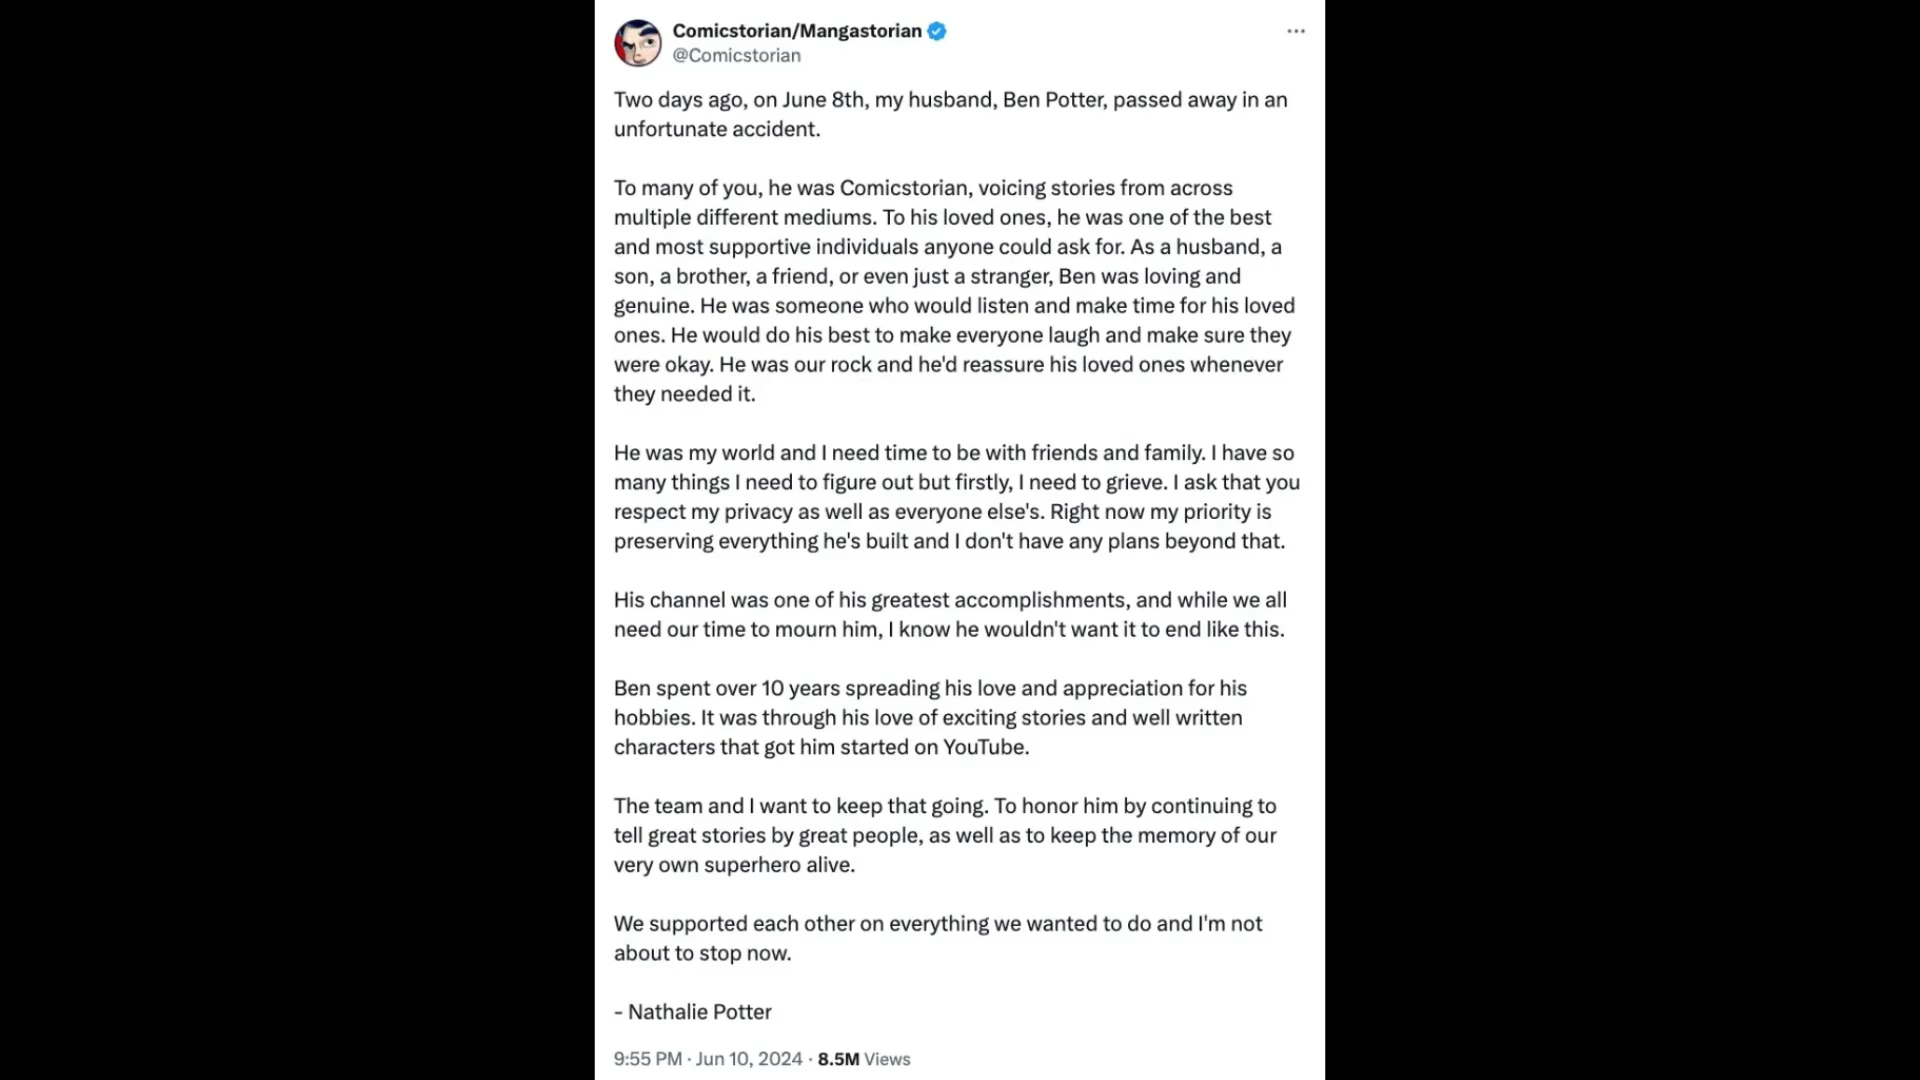 Comicstorian/Mangastorian
@Comicstorian
Two days ago, on June 8th, my husband, Ben Potter, passed away in an
unfortunate accident.
To many of you, he was Comicstorian, voicing stories from across
multiple different mediums. To his loved ones, he was one of the best
and most supportive individuals anyone could ask for. As a husband, a
son, a brother, a friend, or even just a stranger, Ben was loving and
genuine. He was someone who would listen and make time for his loved
ones. He would do his best to make everyone laugh and make sure they
were okay. He was our rock and he'd reassure his loved ones whenever
they needed it.
He was my world and I need time to be with friends and family. I have so
many things I need to figure out but firstly, I need to grieve. I ask that you
respect my privacy as well as everyone else's. Right now my priority is
preserving everything he's built and I don't have any plans beyond that.
His channel was one of his greatest accomplishments, and while we all
need our time to mourn him, I know he wouldn't want it to end like this.
Ben spent over 10 years spreading his love and appreciation for his
hobbies. It was through his love of exciting stories and well written
characters that got him started on YouTube.
The team and I want to keep that going. To honor him by continuing to
tell great stories by great people, as well as to keep the memory of our
very own superhero alive.
We supported each other on everything we wanted to do and I'm not
about to stop now.
- Nathalie Potter
9:55 PM · Jun 10, 2024 · 8.5M Views